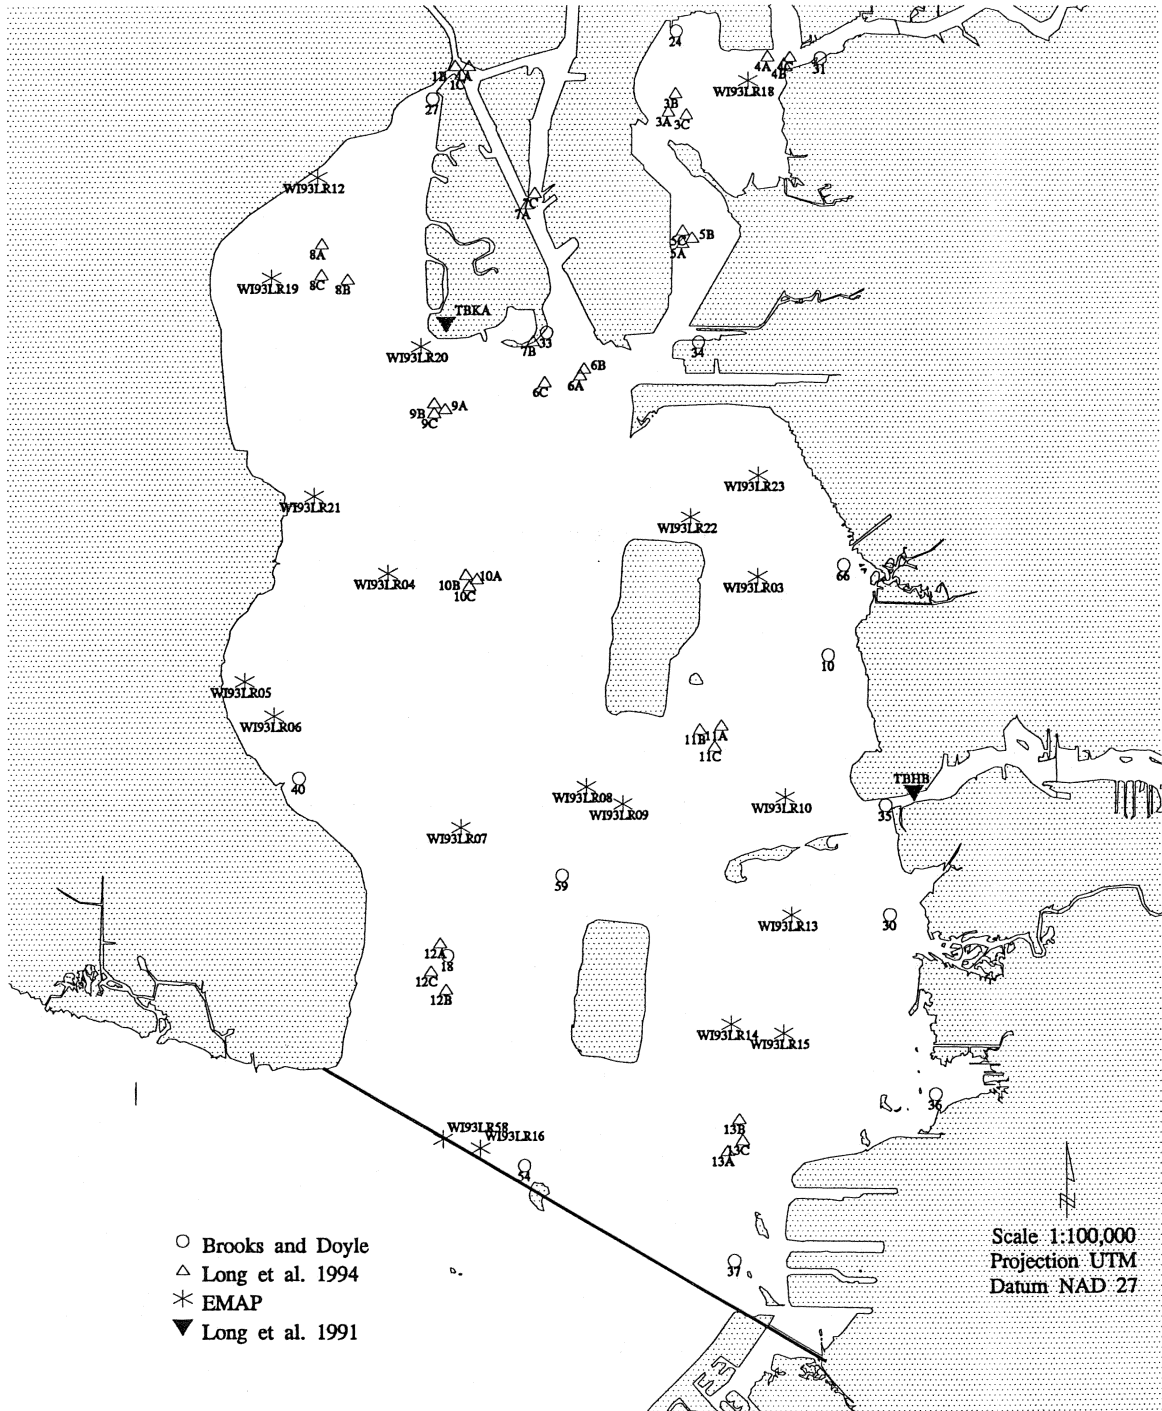 24
4A
4C
4B
31
1B
1A
1C
WI93LR18
27
3B
3A
3C
WI93LR12
7C
7A
5C
5B
5A
8A
WI93LR19
8C
8B
TBKA
33
7B
34
WI93LR20
6B
6A
6C
9B
9A
9C
WI93LR23
WI93LR21
WI93LR22
66
WI93LR04
10B
10A
10C
WI93LR03
10
WI93LR05
WI93LR06
11B
11A
11C
TBHB
40
WI93LR08
WI93LR09
WI93LR10
35
WI93LR07
59
WI93LR13
30
12A
18
12C
12B
WI93LR14
WI93LR15
36
WI93LR58
WI93LR16
13B
13C
13A
54
N
Brooks and Doyle
Long et al. 1994
EMAP
Long et al. 1991
Scale 1:100,000
Projection UTM
Datum NAD 27
37